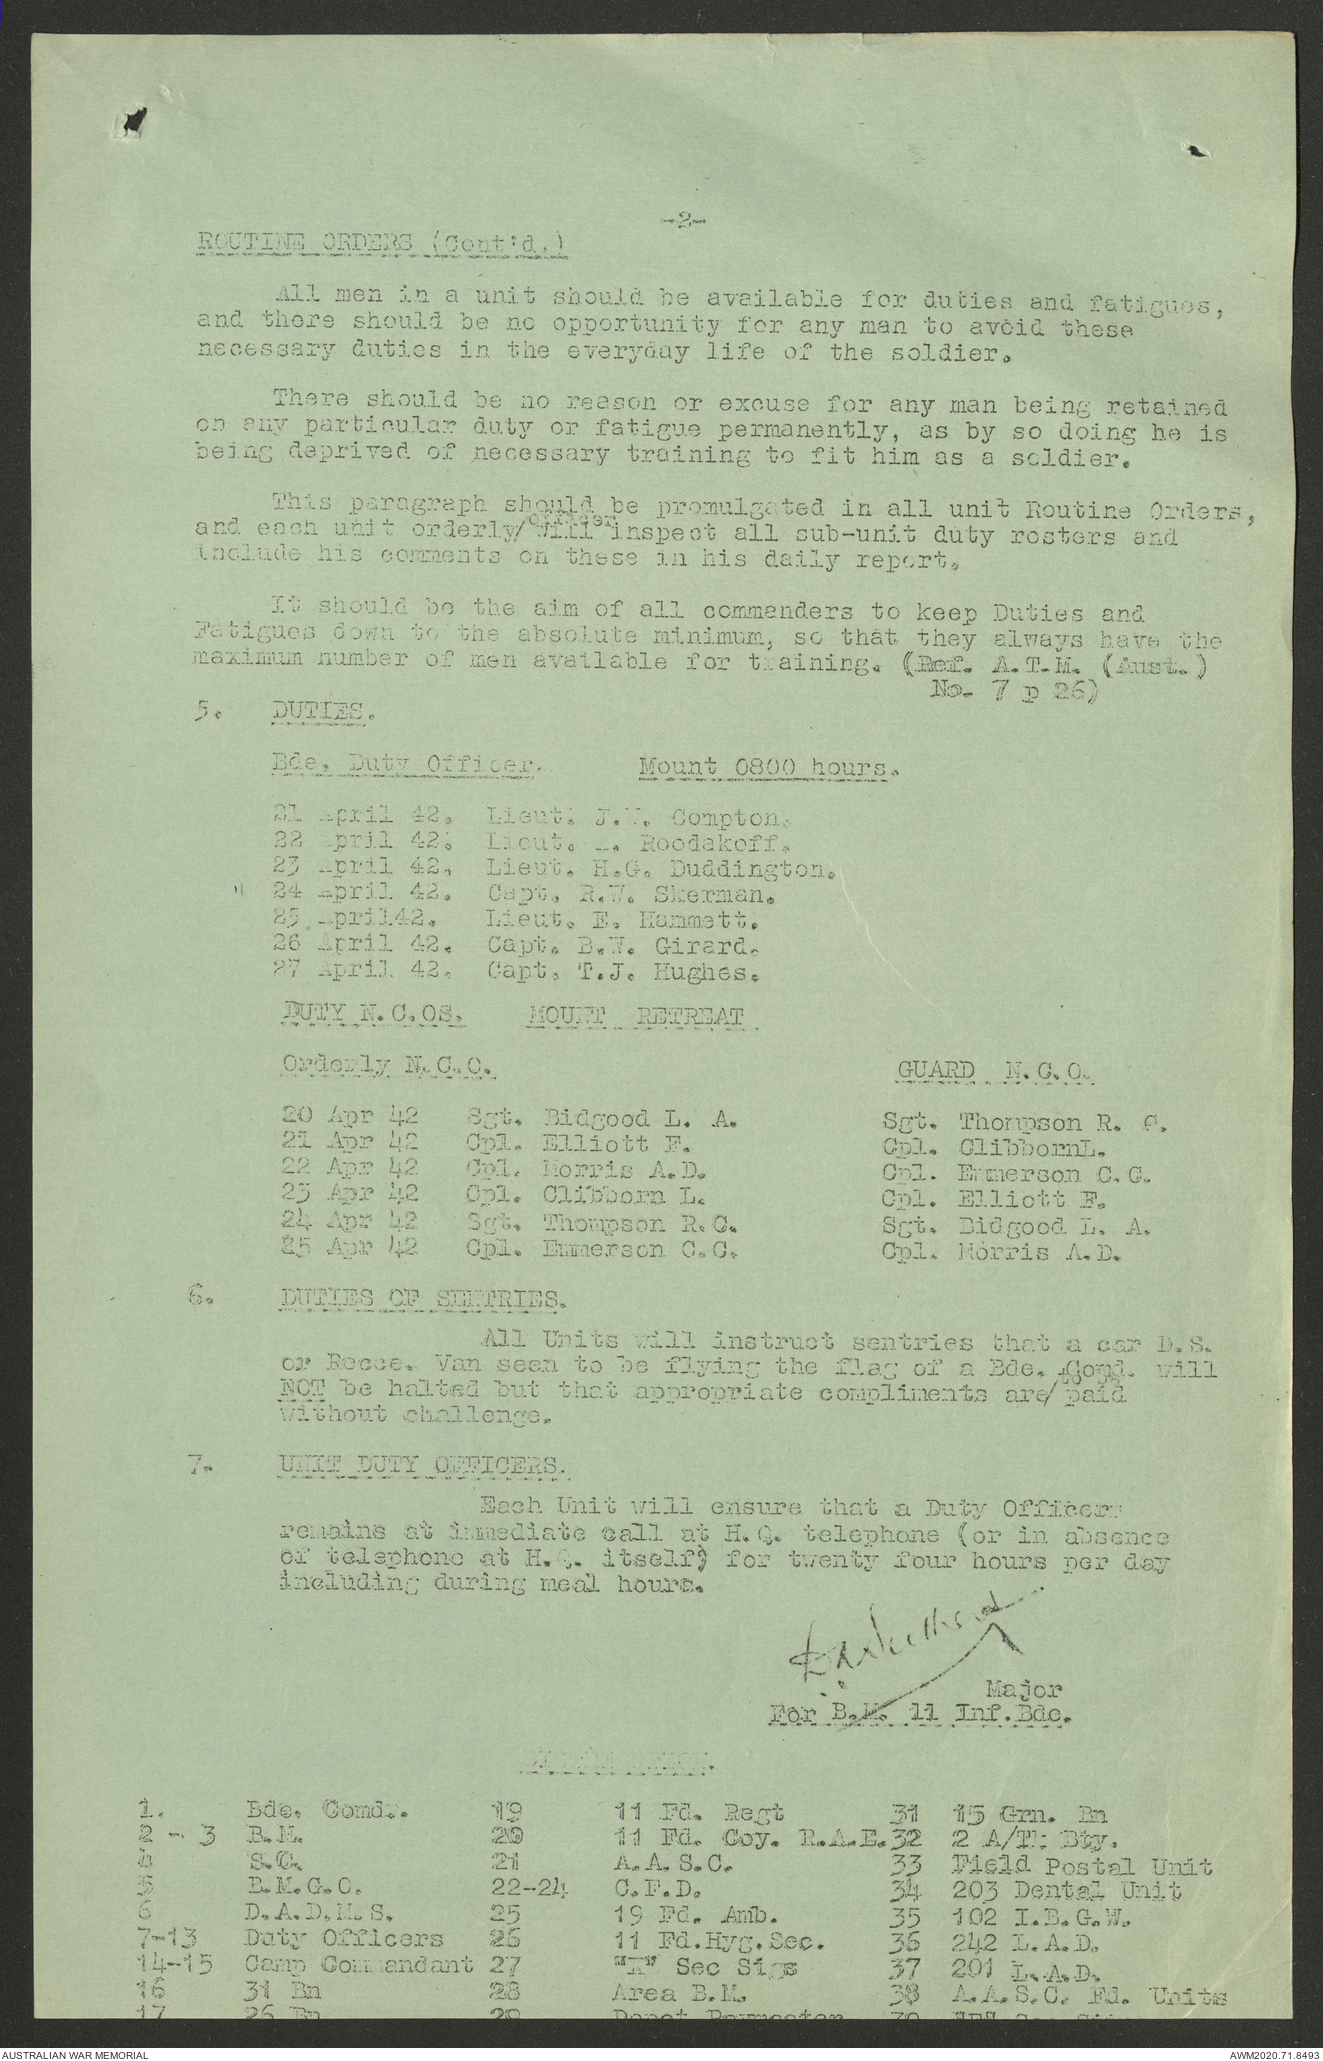 -2-
ROUTINE ORDERS (Cont'd.)
All men in a unit should be available for duties and fatigues,
and there should be no opportunity for any man to avoid these
necessary duties in the everyday life of the soldier.
There should be no reason or excuse for any man being retained
on any particular duty or fatigue permanently, as by so doing he is
being deprived of necessary training to fit him as a soldier.
This paragraph should be promulgated in all unit Routine Orders,
officer
and each unit orderly/ will inspect all sub-unit duty rosters and
include his comments on these in his daily report.
It should be the aim of all commanders to keep Duties and
Fatigues down to the absolute minimum, so that they always have the
maximum number of men available for training. (Ref. A.T.M. (Aust.)
No. 7 p 26)
5. DUTIES.
Bde. Duty Officer. Mount 0800 hours.
21 April 42. Lieut. J. Compton.
22 April 42. Lieut. Roodakoff.
23 April 42. Lieut. H.G. Duddington.
24 April 42. Capt. R.W. Skerman.
25 April42. Lieut. E. Hammett.
26 April 42. Capt. B.W. Girard.
27 April 42. Capt. T.J. Hughes.
DUTY N.C.OS. MOUNT RETREAT
Orderly N.C.O. GUARD N.C.O.
20 Apr 42 Sgt. Bidgood L. A. Sgt. Thompson R. C.
21 Apr 42 Cpl. Elliott F. Cpl. ClibbornL.
22 Apr 42 Cpl. Morris A.D. Cpl. Emmerson C.C.
23 Apr 42 Cpl. Clibborn L. Cpl. Elliott F.
24 Apr 42 Sgt. Thompson R.C. Sgt. Bidgood L. A.
25 Apr 42 Cpl. Emmerson C.C. Cpl. Morris A.D.
6. DUTIES OF SENTRIES.
All Units will instruct sentries that a car D.S.
or Recce. Van seen to be flying the flag of a Bde. Comd. will
NOT be halted but that appropriate compliments are/ paid
without challenge.
7. UNIT DUTY OFFICERS.
Each Unit will ensure that a Duty Officer
remains at immediate call at H.Q. telephone (or in absence
of telephone at H.Q. itself) for twenty four hours per day
including during meal hours.
Major
For B.M. 11 Inf.Bde.
1. Bde. Comdr. 19 11 Fd. Regt 31 15 Grn. Bn
2 - 3 B.M. 20 11 Fd. Coy. R.A.E. 32 2 A/Tk Bty.
4 S.C. 21 A.A.S.C. 33 Field Postal Unit
5 B.M.G.O. 22-24 C.F.D. 34 203 Dental Unit
6 D.A.D.M.S. 25 19 Fd. Amb. 35 102 I.B.G.W.
7-13 Duty Officers 26 11 Fd.Hyg.Sec. 36 242 L.A.D.
14-15 Camp Commandant 27 "K" Sec Sigs 37 201 L.A.D.
16 31 Bn 28 Area B.M. 38 A.A.S.C. Fd. Units
17 26 Bn 29 Depot Paymaster 39
AUSTRALIAN WAR MEMORIAL AWM2020.71.8493